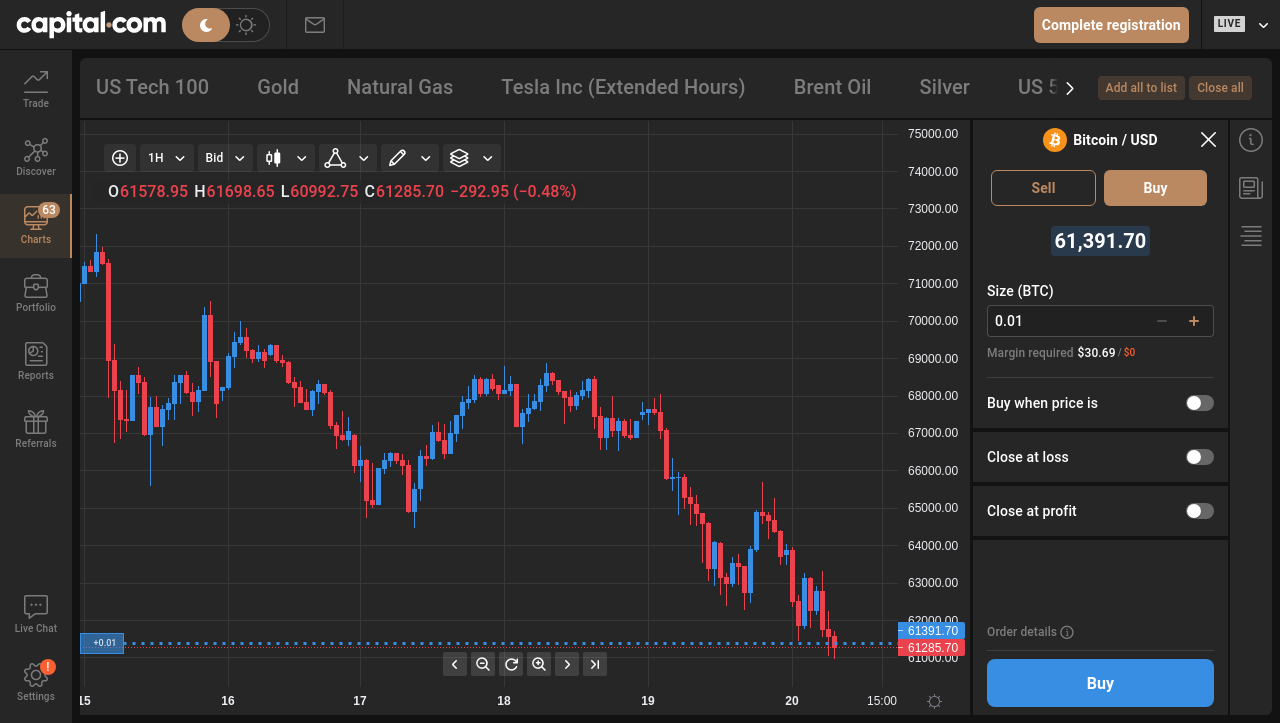 capital.com
Complete registration
LIVE
Trade
Discover
63
Charts
Portfolio
Reports
Referrals
Live Chat
!
Settings
US Tech 100
Gold
Natural Gas
Tesla Inc (Extended Hours)
Brent Oil
Silver
US 5
Add all to list
Close all
1H
Bid
O61578.95 H61698.65 L60992.75 C61285.70 −292.95 (−0.48%)
75000.00
74000.00
73000.00
72000.00
71000.00
70000.00
69000.00
68000.00
67000.00
66000.00
65000.00
64000.00
63000.00
62000.00
61391.70
61285.70
61000.00
+0.01
15
16
17
18
19
20
15:00
Bitcoin / USD
Sell
Buy
61,391.70
Size (BTC)
0.01
Margin required $30.69 / $0
Buy when price is
Close at loss
Close at profit
Order details
Buy